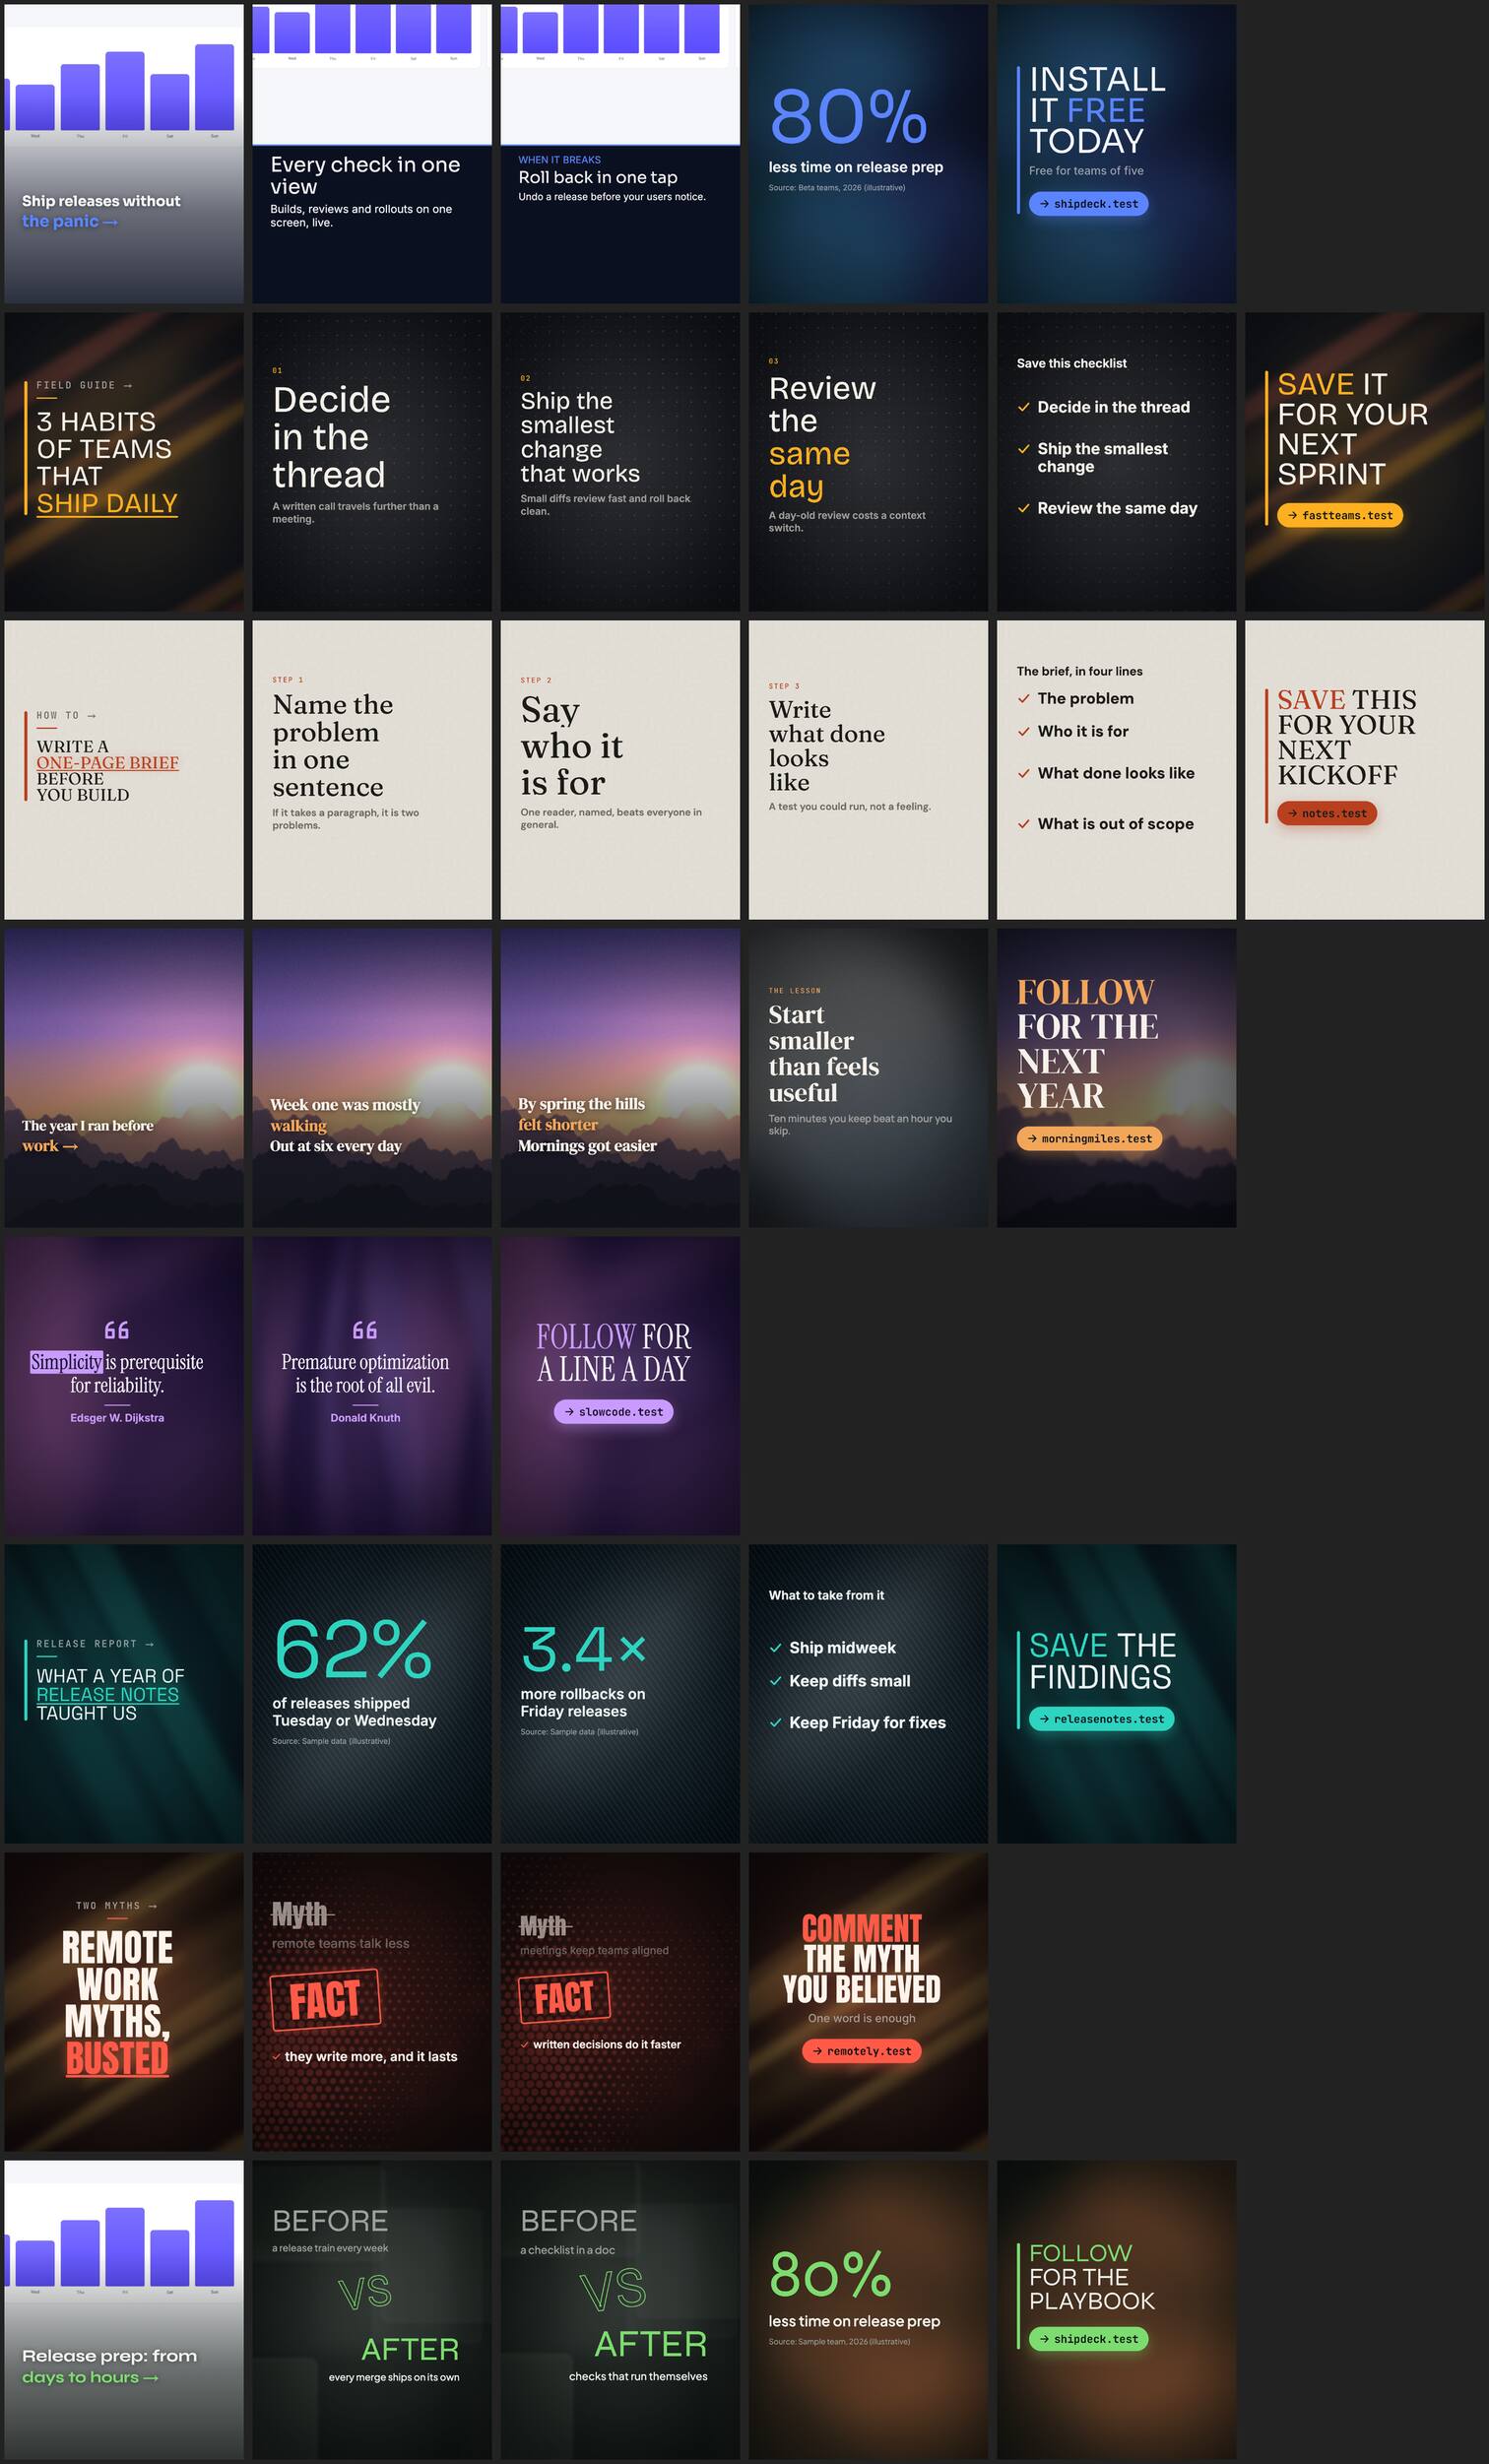 Wed
Thu
Fri
Sat
Sun
Ship releases without
the panic →
Wed
Thu
Fri
Sat
Sun
Every check in one
view
Builds, reviews and rollouts on one
screen, live.
Wed
Thu
Fri
Sat
Sun
WHEN IT BREAKS
Roll back in one tap
Undo a release before your users notice.
80%
less time on release prep
Source: Beta teams, 2026 (illustrative)
INSTALL
IT FREE
TODAY
Free for teams of five
→ shipdeck.test
FIELD GUIDE →
3 HABITS
OF TEAMS
THAT
SHIP DAILY
01
Decide
in the
thread
A written call travels further than a
meeting.
02
Ship the
smallest
change
that works
Small diffs review fast and roll back
clean.
03
Review
the
same
day
A day-old review costs a context
switch.
Save this checklist
✓ Decide in the thread
✓ Ship the smallest
change
✓ Review the same day
SAVE IT
FOR YOUR
NEXT
SPRINT
→ fastteams.test
HOW TO →
WRITE A
ONE-PAGE BRIEF
BEFORE
YOU BUILD
STEP 1
Name the
problem
in one
sentence
If it takes a paragraph, it is two
problems.
STEP 2
Say
who it
is for
One reader, named, beats everyone in
general.
STEP 3
Write
what done
looks
like
A test you could run, not a feeling.
The brief, in four lines
✓ The problem
✓ Who it is for
✓ What done looks like
✓ What is out of scope
SAVE THIS
FOR YOUR
NEXT
KICKOFF
→ notes.test
The year I ran before
work →
Week one was mostly
walking
Out at six every day
By spring the hills
felt shorter
Mornings got easier
THE LESSON
Start
smaller
than feels
useful
Ten minutes you keep beat an hour you
skip.
FOLLOW
FOR THE
NEXT
YEAR
→ morningmiles.test
“
Simplicity is prerequisite
for reliability.
Edsger W. Dijkstra
“
Premature optimization
is the root of all evil.
Donald Knuth
FOLLOW FOR
A LINE A DAY
→ slowcode.test
RELEASE REPORT →
WHAT A YEAR OF
RELEASE NOTES
TAUGHT US
62%
of releases shipped
Tuesday or Wednesday
Source: Sample data (illustrative)
3.4×
more rollbacks on
Friday releases
Source: Sample data (illustrative)
What to take from it
✓ Ship midweek
✓ Keep diffs small
✓ Keep Friday for fixes
SAVE THE
FINDINGS
→ releasenotes.test
TWO MYTHS →
REMOTE
WORK
MYTHS,
BUSTED
Myth
remote teams talk less
FACT
✓ they write more, and it lasts
Myth
meetings keep teams aligned
FACT
✓ written decisions do it faster
COMMENT
THE MYTH
YOU BELIEVED
One word is enough
→ remotely.test
Wed
Thu
Fri
Sat
Sun
Release prep: from
days to hours →
BEFORE
a release train every week
VS
AFTER
every merge ships on its own
BEFORE
a checklist in a doc
VS
AFTER
checks that run themselves
80%
less time on release prep
Source: Sample team, 2026 (illustrative)
FOLLOW
FOR THE
PLAYBOOK
→ shipdeck.test